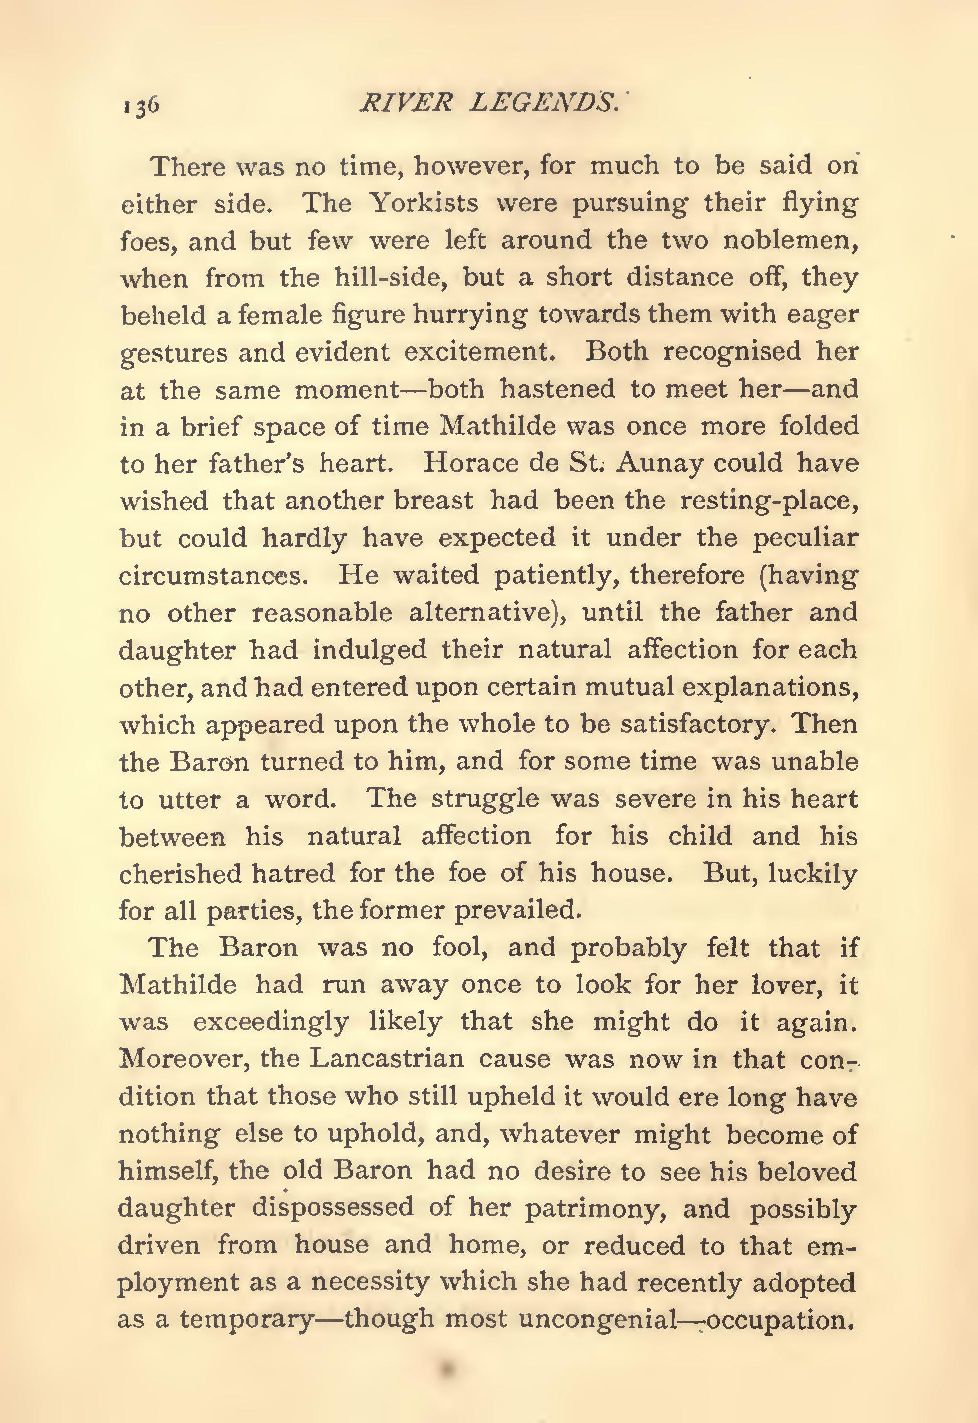 136 RIVER LEGENDS.
There was no time, however, for much to be said on
either side. The Yorkists were pursuing their flying
foes, and but few were left around the two noblemen,
when from the hill-side, but a short distance off, they
beheld a female figure hurrying towards them with eager
gestures and evident excitement. Both recognised her
at the same moment—both hastened to meet her—and
in a brief space of time Mathilde was once more folded
to her father's heart. Horace de St. Aunay could have
wished that another breast had been the resting-place,
but could hardly have expected it under the peculiar
circumstances. He waited patiently, therefore (having
no other reasonable alternative), until the father and
daughter had indulged their natural affection for each
other, and had entered upon certain mutual explanations,
which appeared upon the whole to be satisfactory. Then
the Baron turned to him, and for some time was unable
to utter a word. The struggle was severe in his heart
between his natural affection for his child and his
cherished hatred for the foe of his house. But, luckily
for all parties, the former prevailed.
The Baron was no fool, and probably felt that if
Mathilde had run away once to look for her lover, it
was exceedingly likely that she might do it again.
Moreover, the Lancastrian cause was now in that con-
dition that those who still upheld it would ere long have
nothing else to uphold, and, whatever might become of
himself, the old Baron had no desire to see his beloved
daughter dispossessed of her patrimony, and possibly
driven from house and home, or reduced to that em-
ployment as a necessity which she had recently adopted
as a temporary—though most uncongenial—occupation.